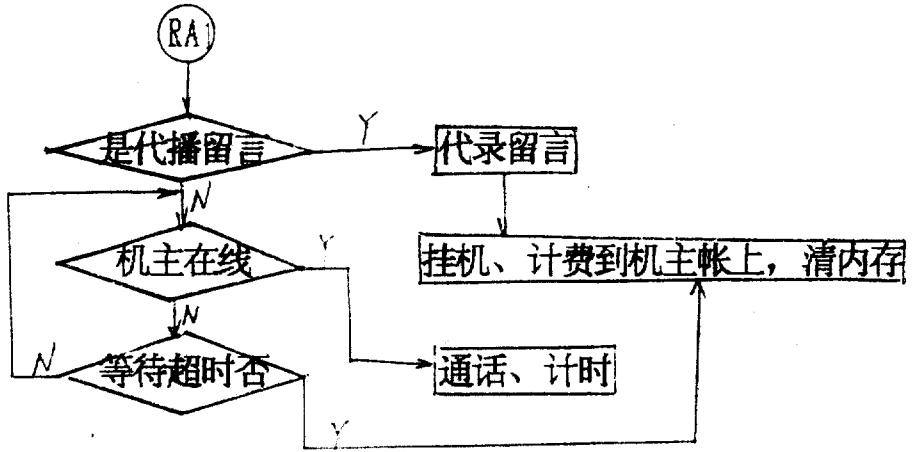 RA1
是代播留言
Y
代录留言
N
机主在线
Y
挂机、计费到机主帐上，清内存
N
等待超时否
N
通话、计时
Y